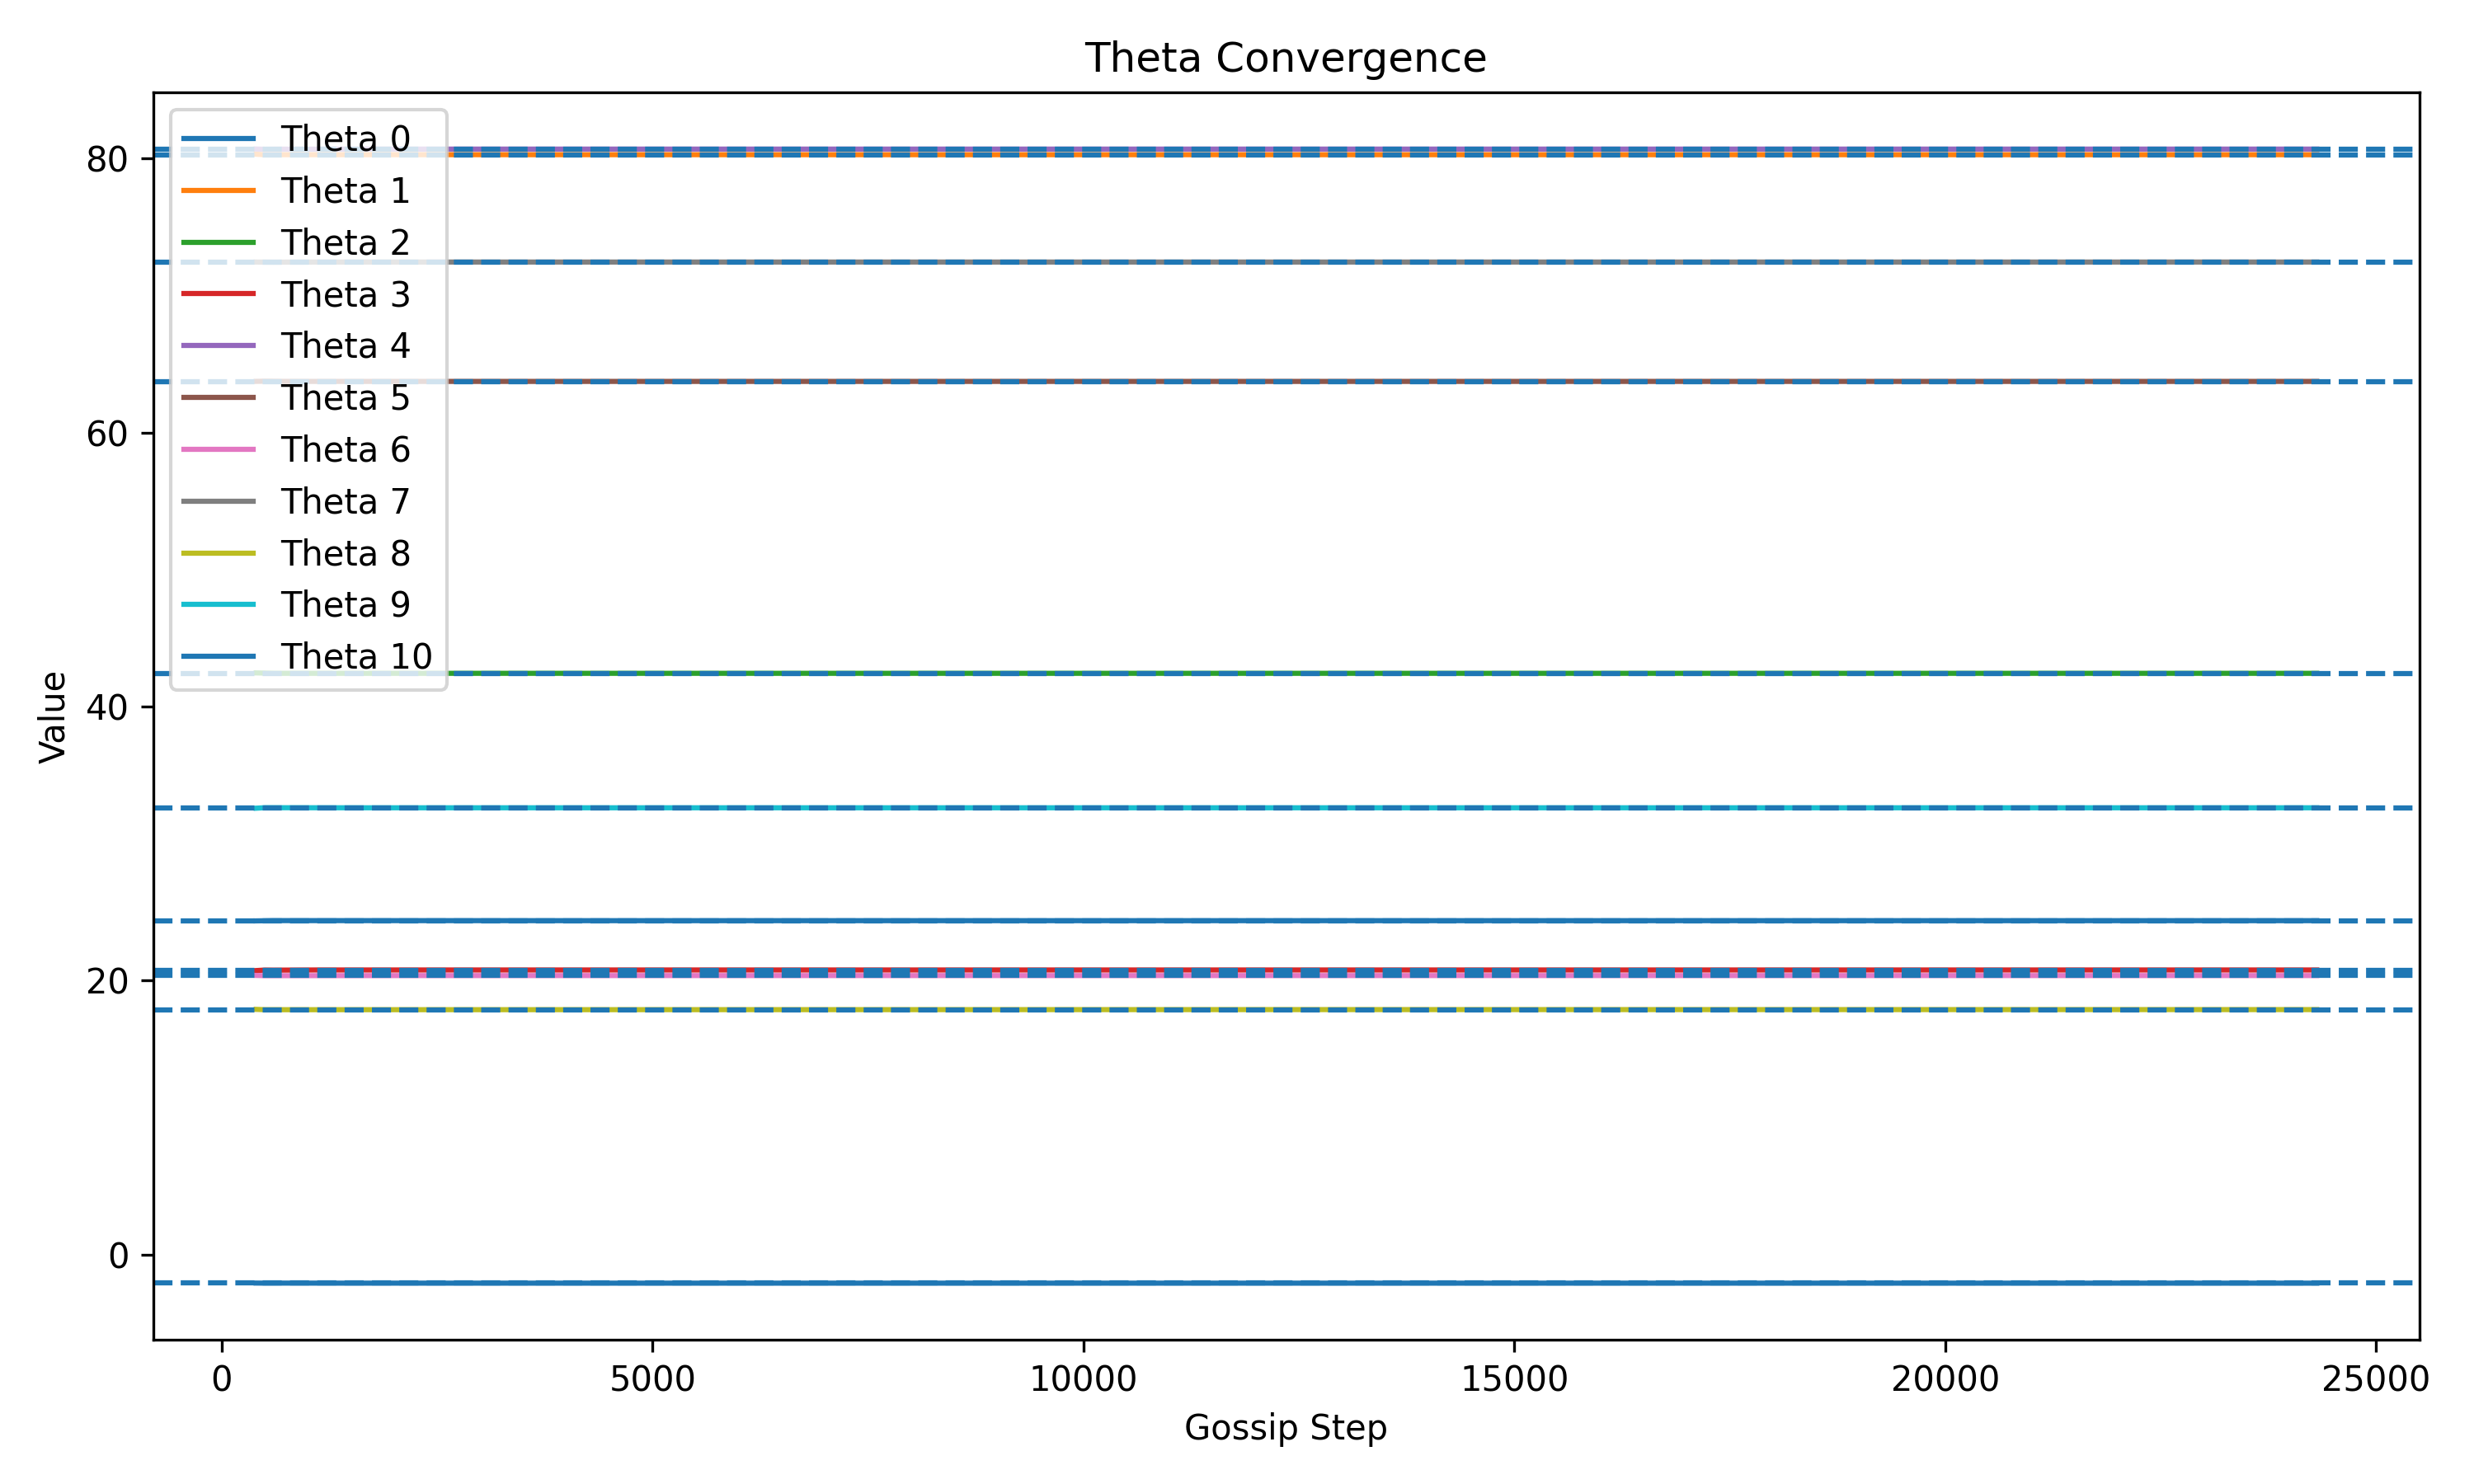 Theta Convergence
Theta 0
Theta 1
Theta 2
Theta 3
Theta 4
Theta 5
Theta 6
Theta 7
Theta 8
Theta 9
Theta 10
80
60
40
20
0
Value
0 5000 10000 15000 20000 25000
Gossip Step